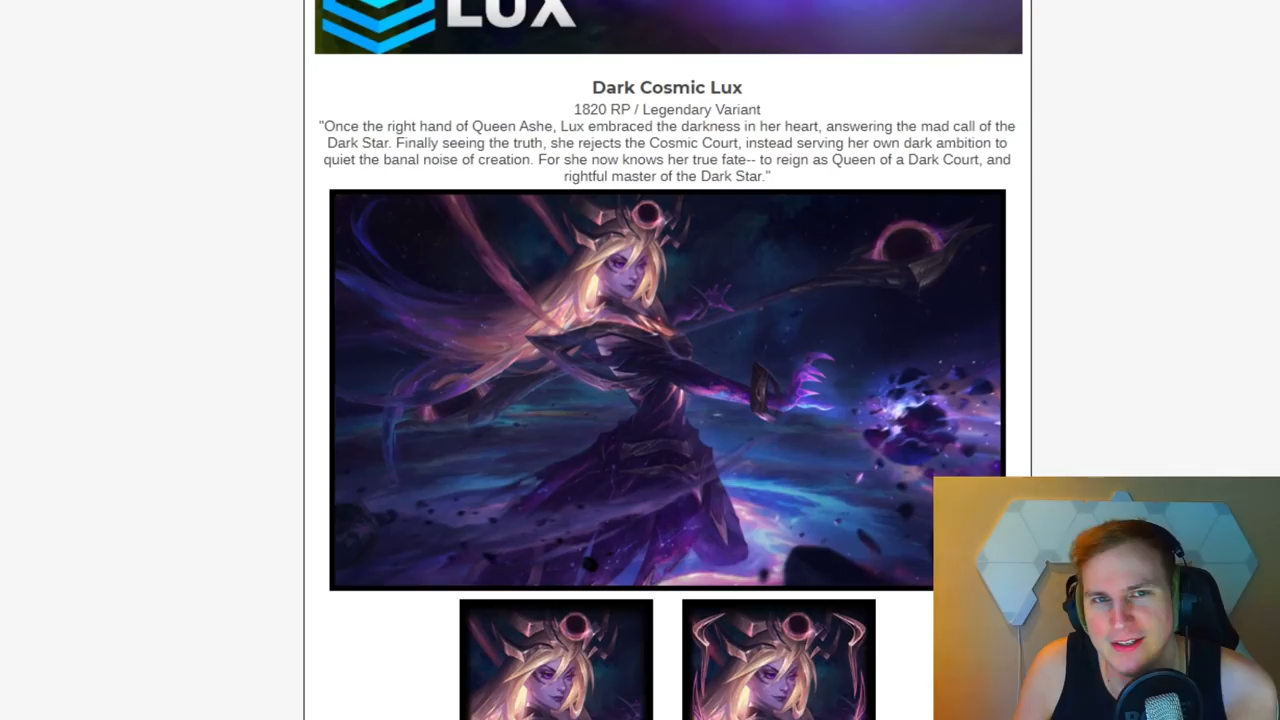 LUX
Dark Cosmic Lux
1820 RP / Legendary Variant
"Once the right hand of Queen Ashe, Lux embraced the darkness in her heart, answering the mad call of the
Dark Star. Finally seeing the truth, she rejects the Cosmic Court, instead serving her own dark ambition to
quiet the banal noise of creation. For she now knows her true fate-- to reign as Queen of a Dark Court, and
rightful master of the Dark Star."